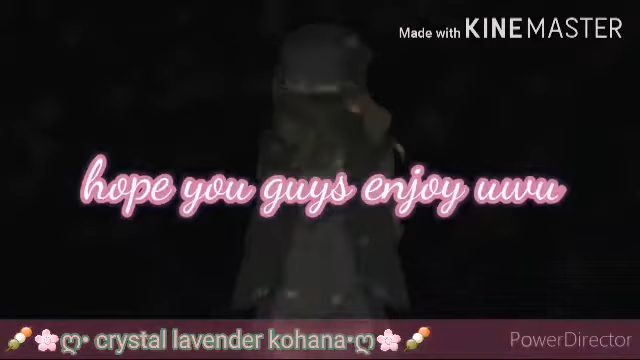 Made with KINEMASTER
hope you guys enjoy uwu
🍡🌸ღ• crystal lavender kohana•ღ🌸🍡
PowerDirector